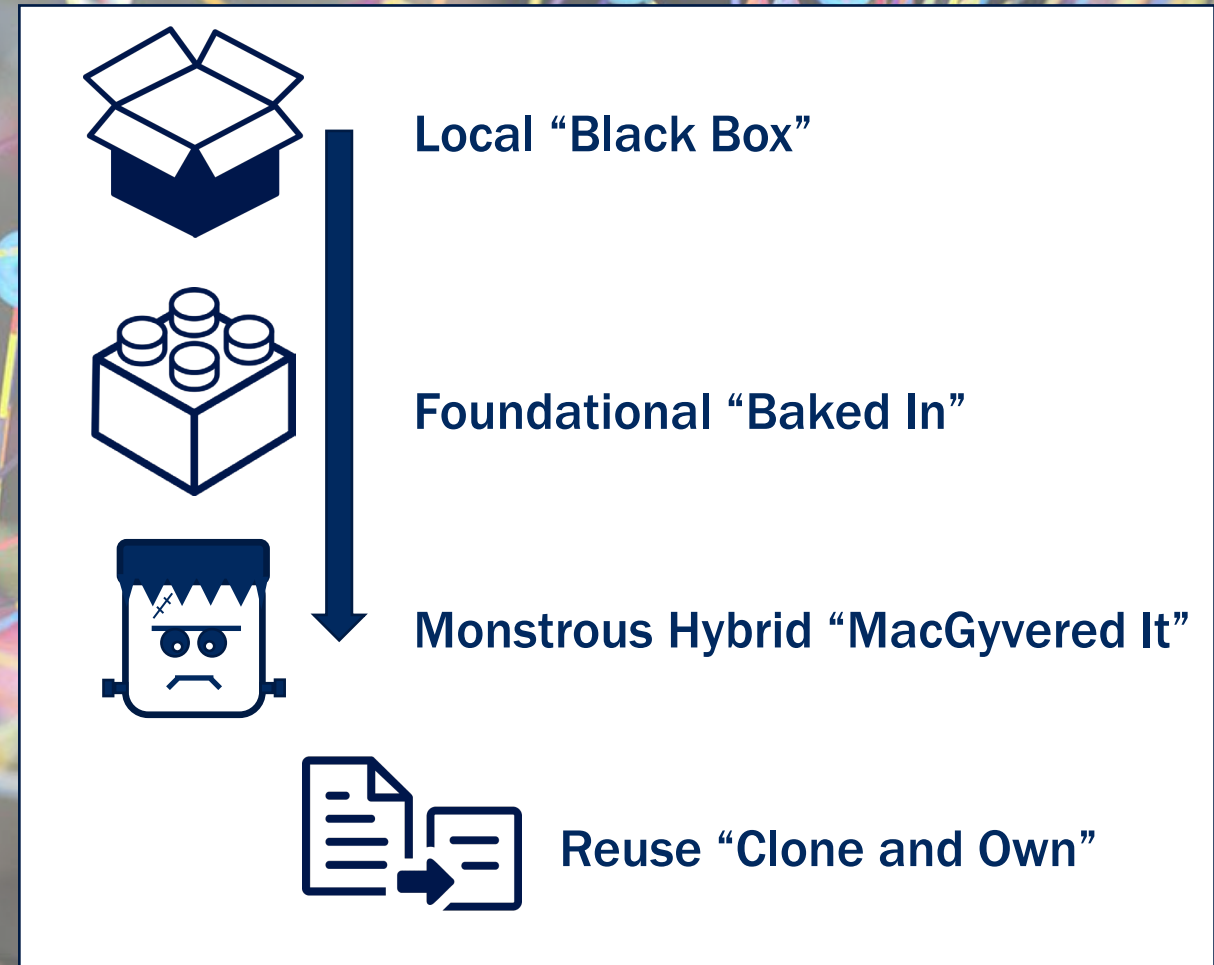 Local “Black Box”
Foundational “Baked In”
Monstrous Hybrid “MacGyvered It”
Reuse “Clone and Own”